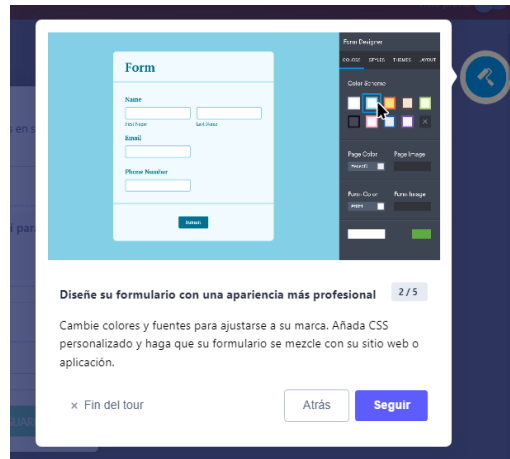 Form Designer
COLORS STYLES THEMES LAYOUT
Form
Color Scheme
Name
First Name Last Name
Email
Page Color Page Image
Phone Number
Form Color Form Image
Submit
Diseñe su formulario con una apariencia más profesional 2/5
Cambie colores y fuentes para ajustarse a su marca. Añada CSS
personalizado y haga que su formulario se mezcle con su sitio web o
aplicación.
× Fin del tour Atrás Seguir